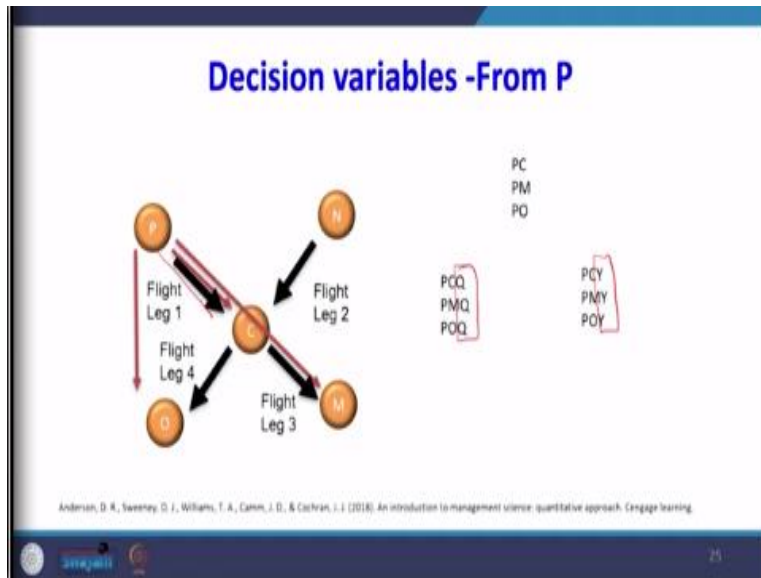 Decision variables -From P
PC
PM
PO
P
N
Flight
Leg 1
Flight
Leg 2
PCQ
PMQ
POQ
PCY
PMY
POY
C
Flight
Leg 4
Flight
Leg 3
O
M
Anderson, D. R., Sweeney, D. J., Williams, T. A., Camm, J. D., & Cochran, J. J. (2018). An introduction to management science: quantitative approach. Cengage learning.
swayam
25